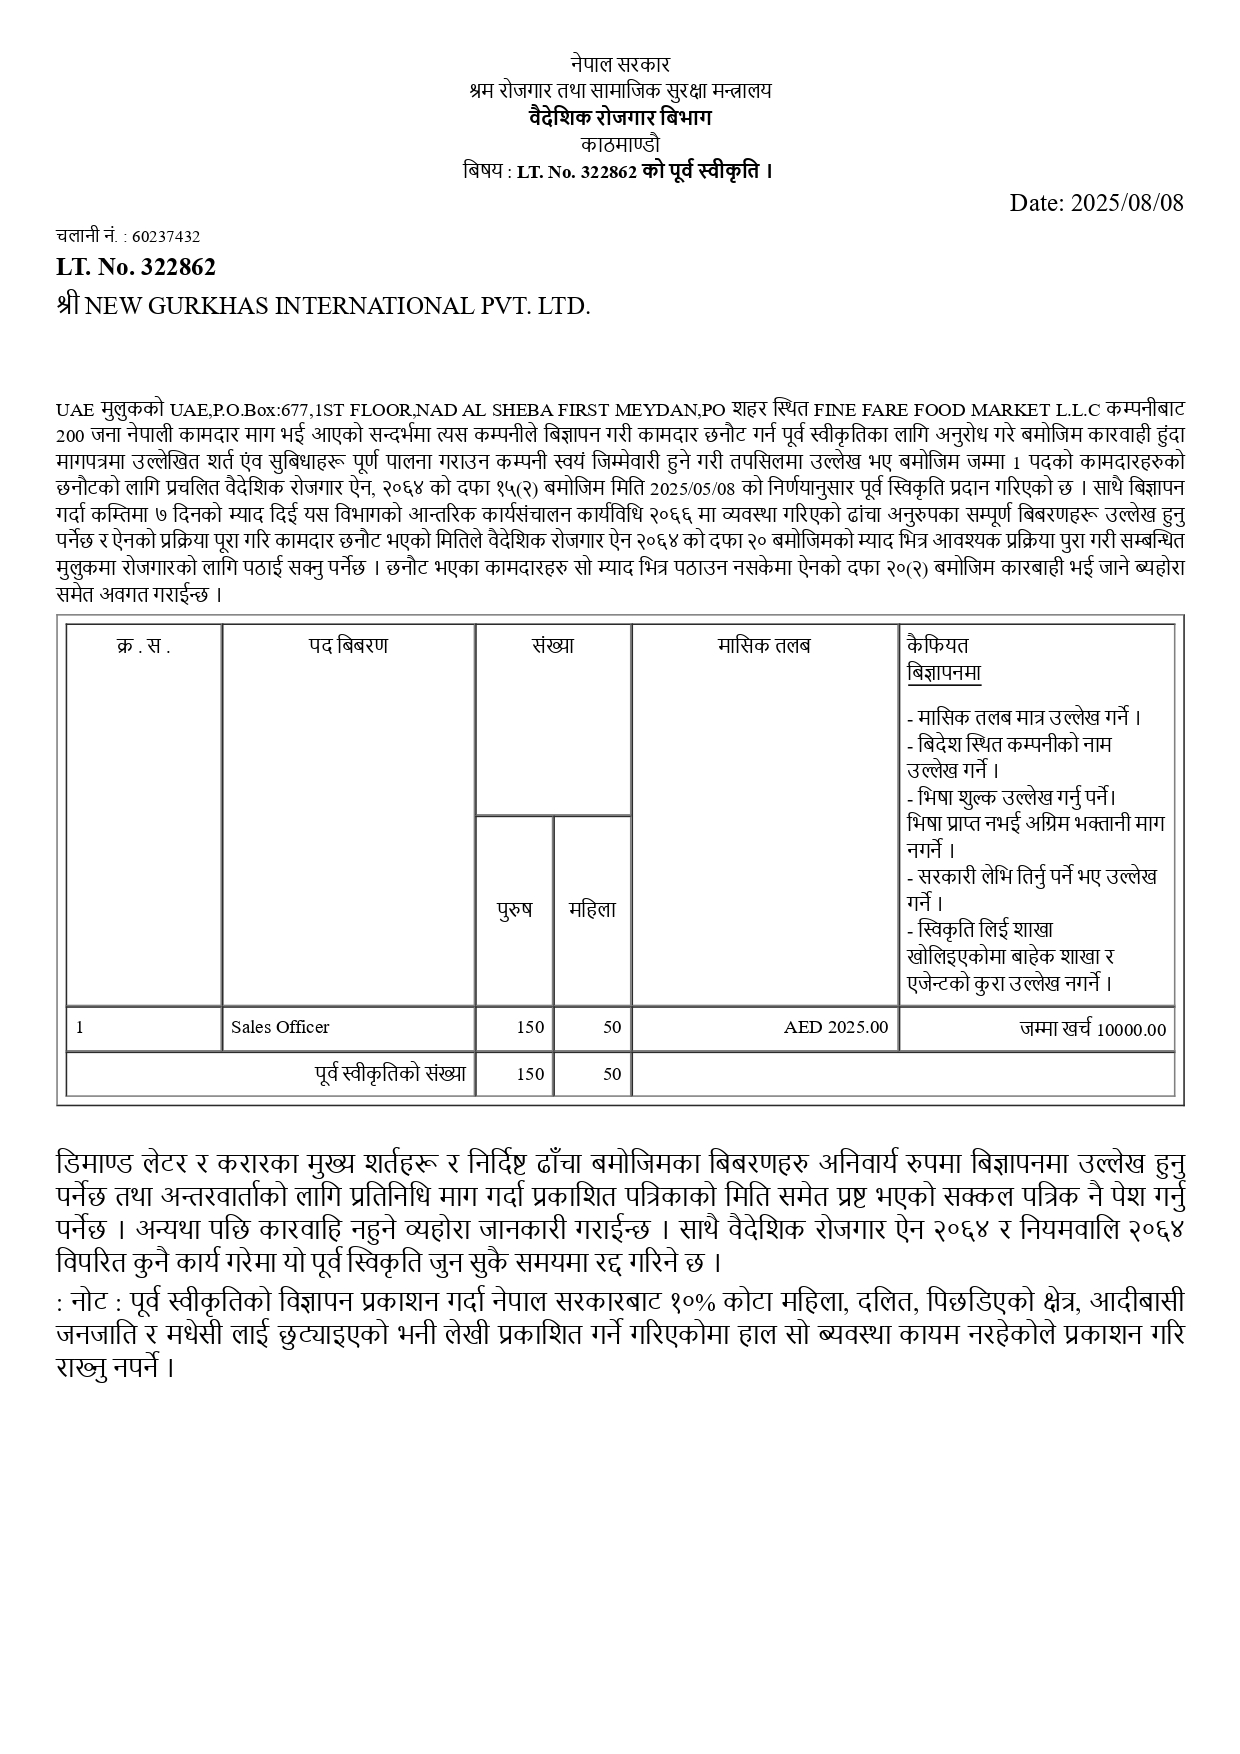 नेपाल सरकार
श्रम रोजगार तथा सामाजिक सुरक्षा मन्त्रालय
वैदेशिक रोजगार बिभाग
काठमाण्डौ
बिषय : LT. No. 322862 को पूर्व स्वीकृति ।
Date: 2025/08/08
चलानी नं. : 60237432
LT. No. 322862
श्री NEW GURKHAS INTERNATIONAL PVT. LTD.
UAE मुलुकको UAE,P.O.Box:677,1ST FLOOR,NAD AL SHEBA FIRST MEYDAN,PO शहर स्थित FINE FARE FOOD MARKET L.L.C कम्पनीबाट
200 जना नेपाली कामदार माग भई आएको सन्दर्भमा त्यस कम्पनीले बिज्ञापन गरी कामदार छनौट गर्न पूर्व स्वीकृतिका लागि अनुरोध गरे बमोजिम कारवाही हुंदा
मागपत्रमा उल्लेखित शर्त एंव सुबिधाहरू पूर्ण पालना गराउन कम्पनी स्वयं जिम्मेवारी हुने गरी तपसिलमा उल्लेख भए बमोजिम जम्मा 1 पदको कामदारहरुको
छनौटको लागि प्रचलित वैदेशिक रोजगार ऐन, २०६४ को दफा १५(२) बमोजिम मिति 2025/05/08 को निर्णयानुसार पूर्व स्विकृति प्रदान गरिएको छ । साथै बिज्ञापन
गर्दा कम्तिमा ७ दिनको म्याद दिई यस विभागको आन्तरिक कार्यसंचालन कार्यविधि २०६६ मा व्यवस्था गरिएको ढांचा अनुरुपका सम्पूर्ण बिबरणहरू उल्लेख हुनु
पर्नेछ र ऐनको प्रक्रिया पूरा गरि कामदार छनौट भएको मितिले वैदेशिक रोजगार ऐन २०६४ को दफा २० बमोजिमको म्याद भित्र आवश्यक प्रक्रिया पुरा गरी सम्बन्धित
मुलुकमा रोजगारको लागि पठाई सक्नु पर्नेछ । छनौट भएका कामदारहरु सो म्याद भित्र पठाउन नसकेमा ऐनको दफा २०(२) बमोजिम कारबाही भई जाने ब्यहोरा
समेत अवगत गराईन्छ ।
क्र . स . पद बिबरण संख्या मासिक तलब कैफियत
बिज्ञापनमा
- मासिक तलब मात्र उल्लेख गर्ने ।
- बिदेश स्थित कम्पनीको नाम
उल्लेख गर्ने ।
- भिषा शुल्क उल्लेख गर्नु पर्ने।
भिषा प्राप्त नभई अग्रिम भक्तानी माग
नगर्ने ।
- सरकारी लेभि तिर्नु पर्ने भए उल्लेख
गर्ने ।
- स्विकृति लिई शाखा
खोलिइएकोमा बाहेक शाखा र
एजेन्टको कुरा उल्लेख नगर्ने ।
पुरुष महिला
1 Sales Officer 150 50 AED 2025.00 जम्मा खर्च 10000.00
पूर्व स्वीकृतिको संख्या 150 50
डिमाण्ड लेटर र करारका मुख्य शर्तहरू र निर्दिष्ट ढाँचा बमोजिमका बिबरणहरु अनिवार्य रुपमा बिज्ञापनमा उल्लेख हुनु
पर्नेछ तथा अन्तरवार्ताको लागि प्रतिनिधि माग गर्दा प्रकाशित पत्रिकाको मिति समेत प्रष्ट भएको सक्कल पत्रिक नै पेश गर्नु
पर्नेछ । अन्यथा पछि कारवाहि नहुने व्यहोरा जानकारी गराईन्छ । साथै वैदेशिक रोजगार ऐन २०६४ र नियमवालि २०६४
विपरित कुनै कार्य गरेमा यो पूर्व स्विकृति जुन सुकै समयमा रद्द गरिने छ ।
: नोट : पूर्व स्वीकृतिको विज्ञापन प्रकाशन गर्दा नेपाल सरकारबाट १०% कोटा महिला, दलित, पिछडिएको क्षेत्र, आदीबासी
जनजाति र मधेसी लाई छुट्याइएको भनी लेखी प्रकाशित गर्ने गरिएकोमा हाल सो ब्यवस्था कायम नरहेकोले प्रकाशन गरि
राख्नु नपर्ने ।